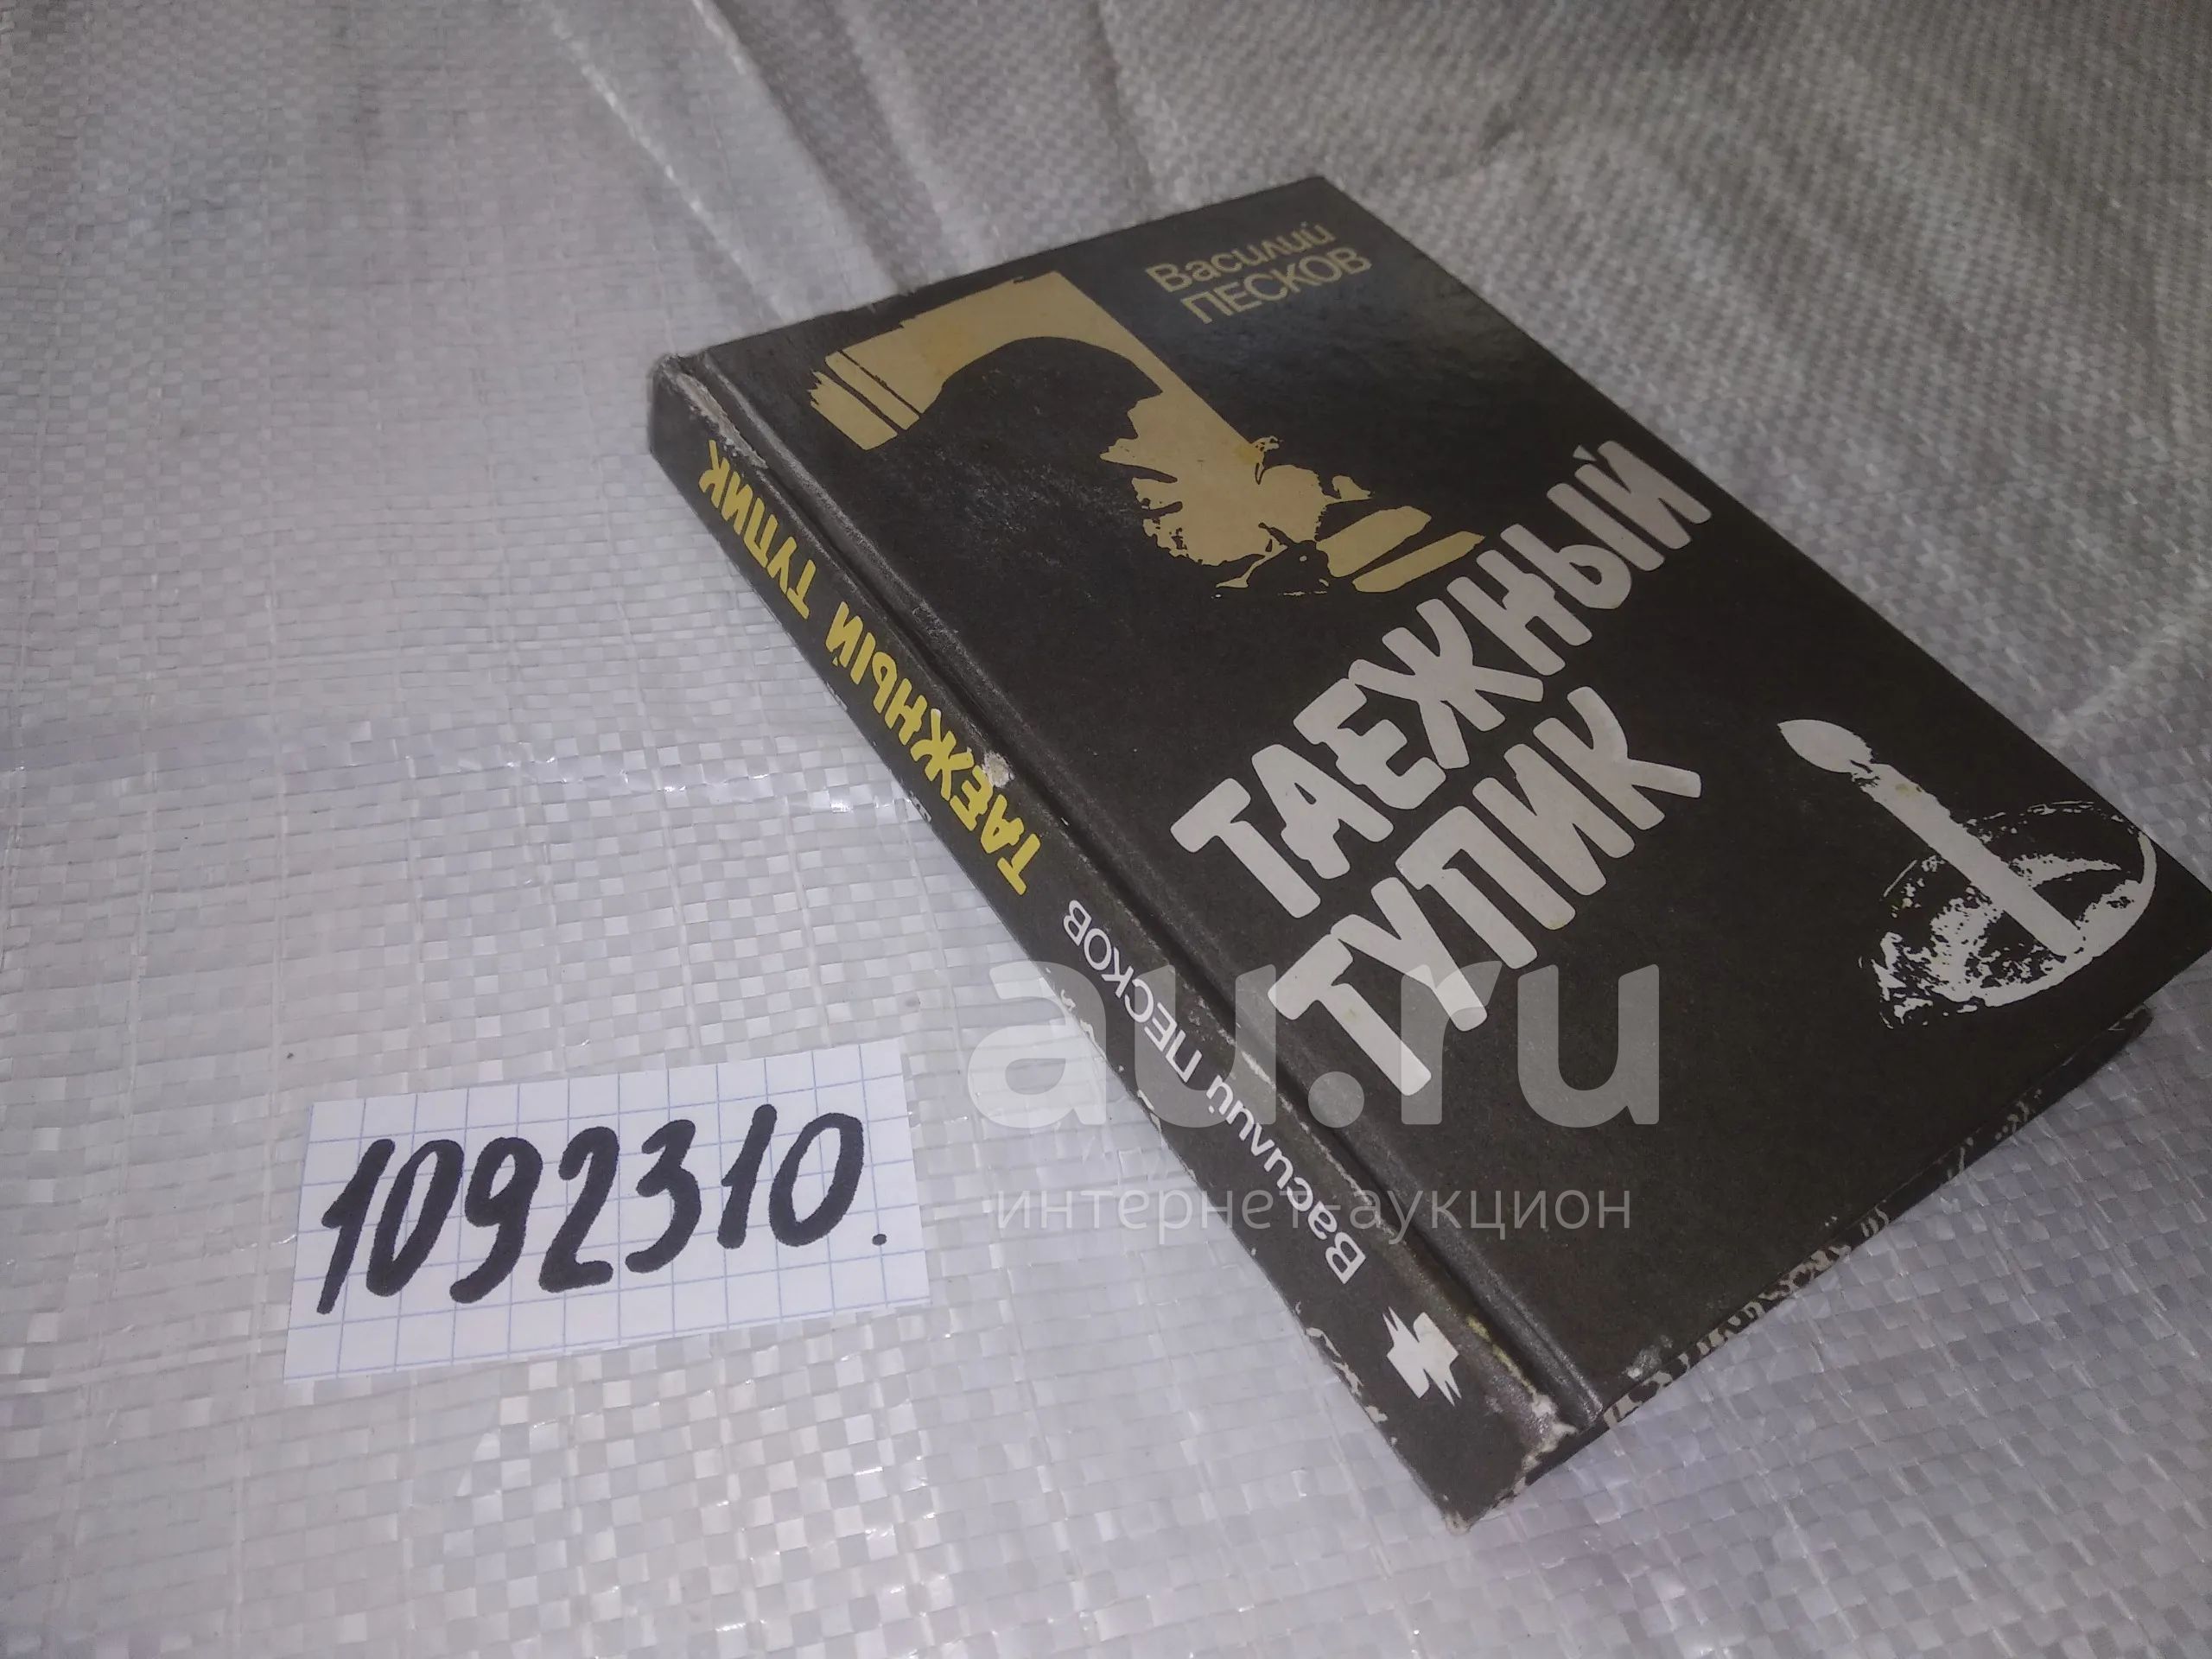 Василий
ПЕСКОВ
ТАЕЖНЫЙ
ТУПИК
Василий ПЕСКОВ ТАЕЖНЫЙ ТУПИК
1092310.
au.ru
интернет-аукцион